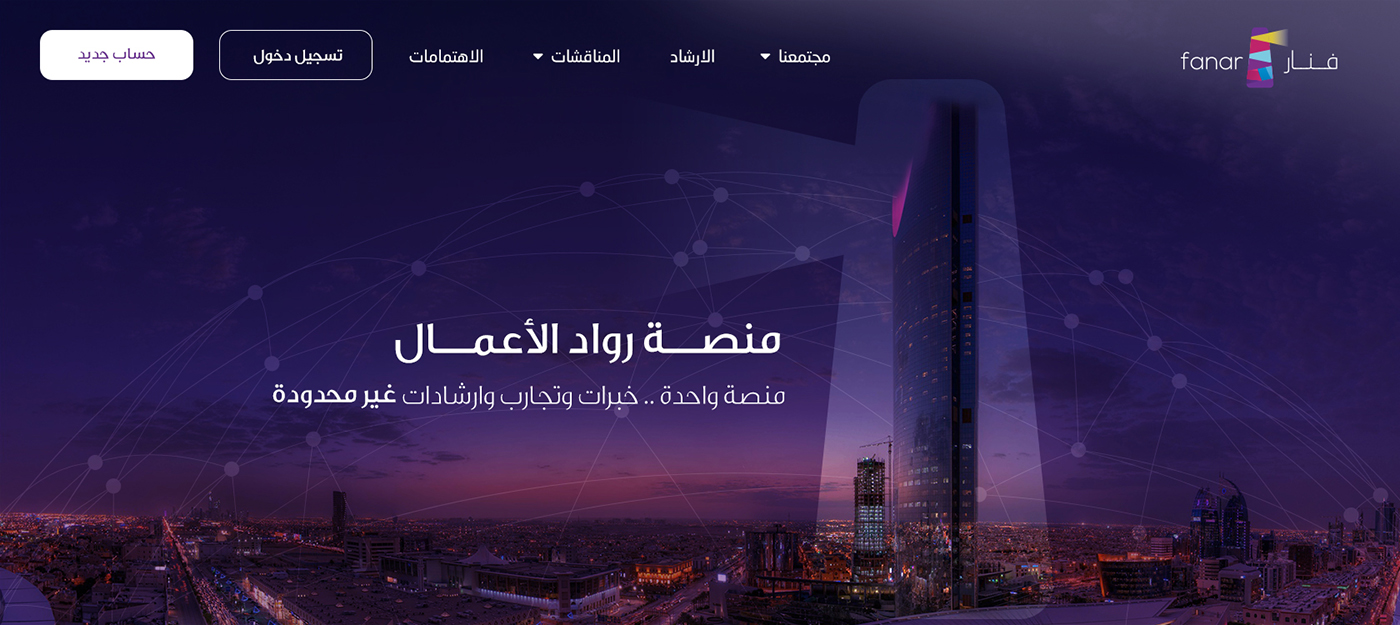 فنار fanar
مجتمعنا الارشاد المناقشات الاهتمامات تسجيل دخول حساب جديد
منصة رواد الأعمال
منصة واحدة .. خبرات وتجارب وارشادات غير محدودة